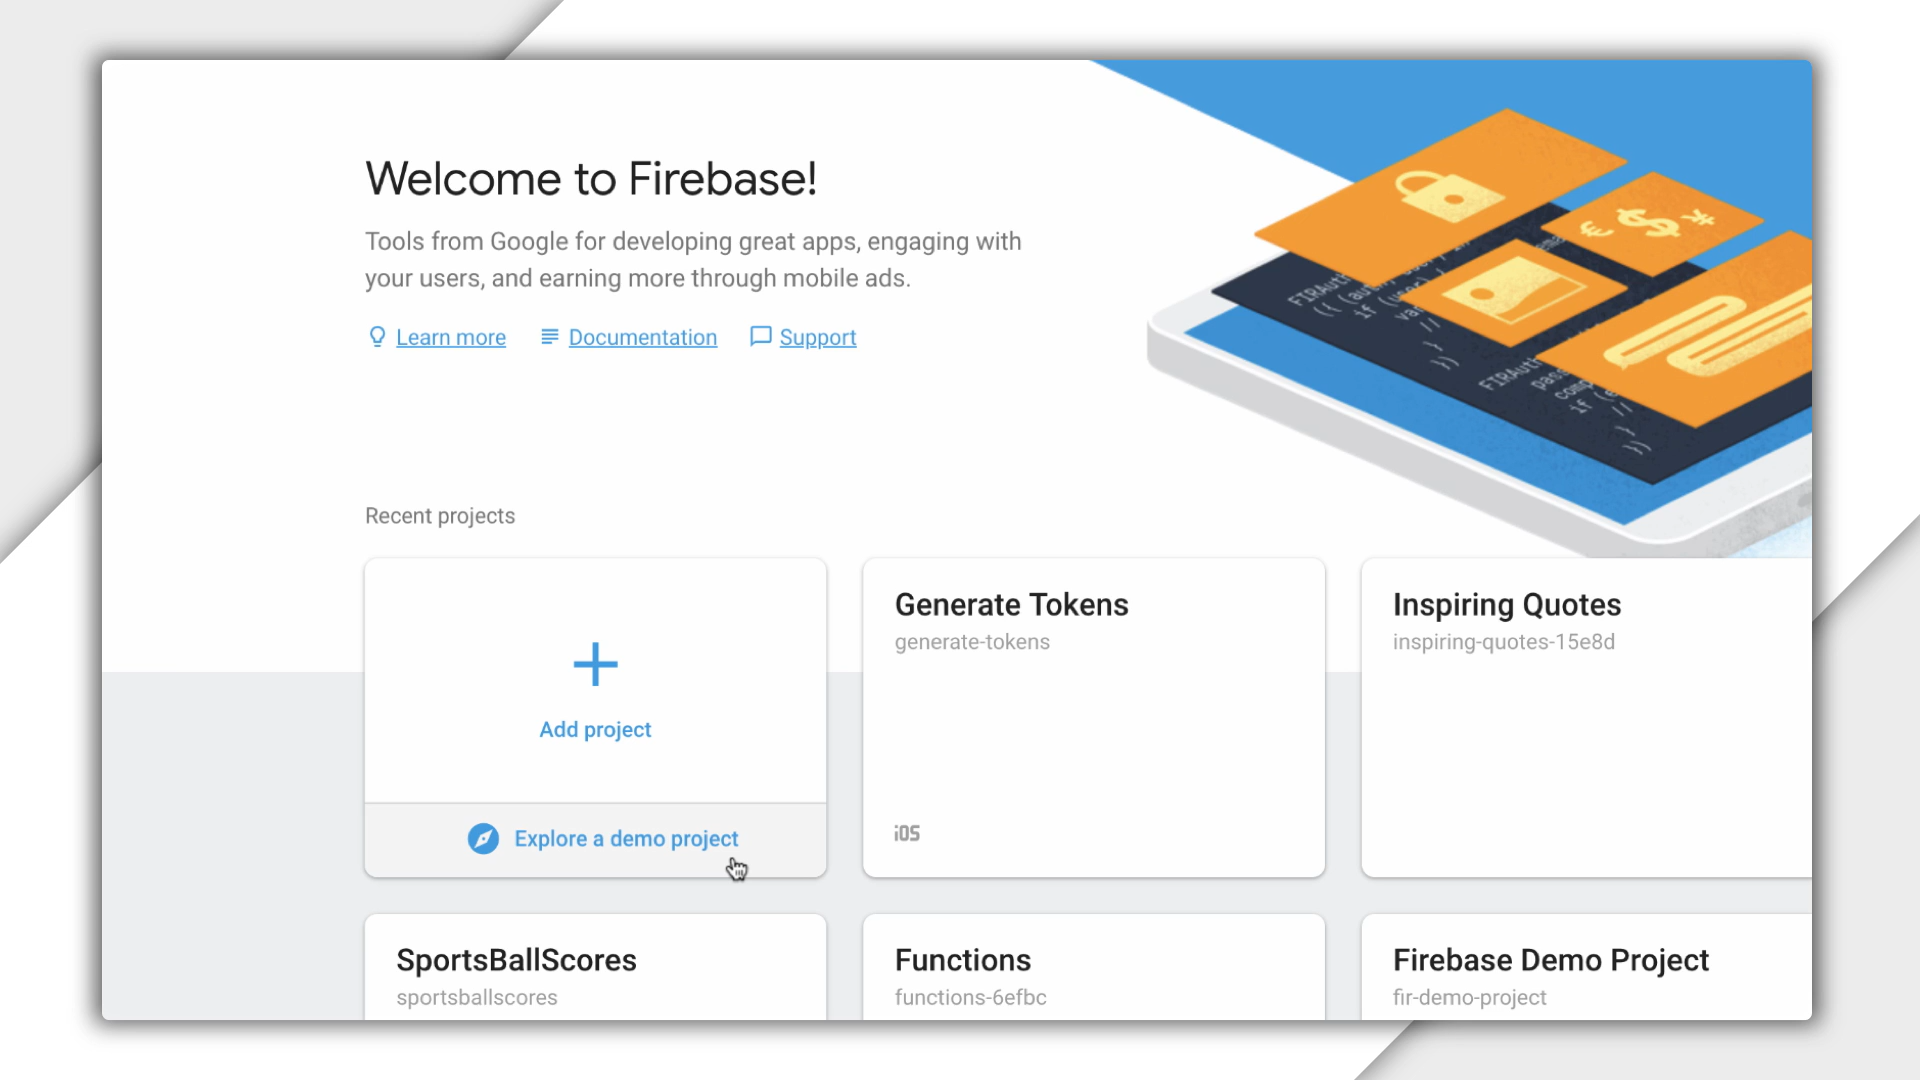 Welcome to Firebase!
Tools from Google for developing great apps, engaging with
your users, and earning more through mobile ads.
Learn more
Documentation
Support
Recent projects
Add project
Explore a demo project
Generate Tokens
generate-tokens
iOS
Inspiring Quotes
inspiring-quotes-15e8d
SportsBallScores
sportsballscores
Functions
functions-6efbc
Firebase Demo Project
fir-demo-project